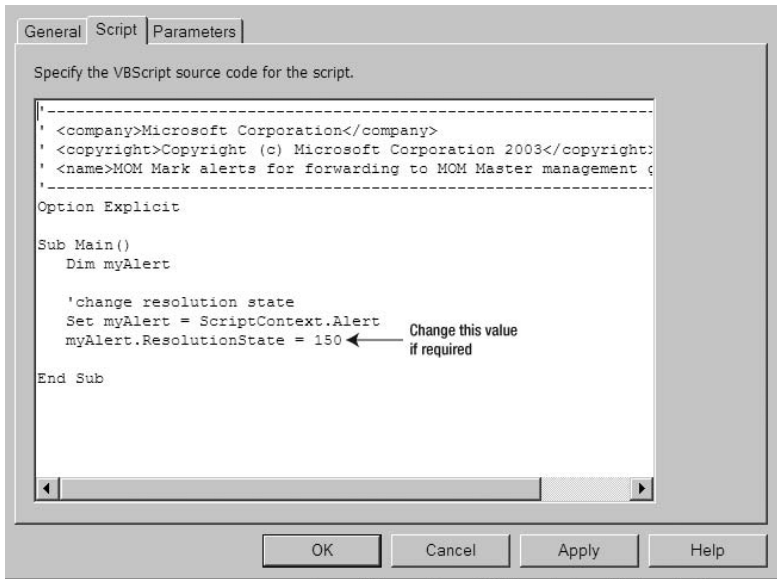 General Script Parameters
Specify the VBScript source code for the script.
'----------------------------------------------------------------
' <company>Microsoft Corporation</company>
' <copyright>Copyright (c) Microsoft Corporation 2003</copyright>
' <name>MOM Mark alerts for forwarding to MOM Master management
'----------------------------------------------------------------
Option Explicit
Sub Main()
Dim myAlert
'change resolution state
Set myAlert = ScriptContext.Alert
myAlert.ResolutionState = 150
Change this value
if required
End Sub
OK Cancel Apply Help